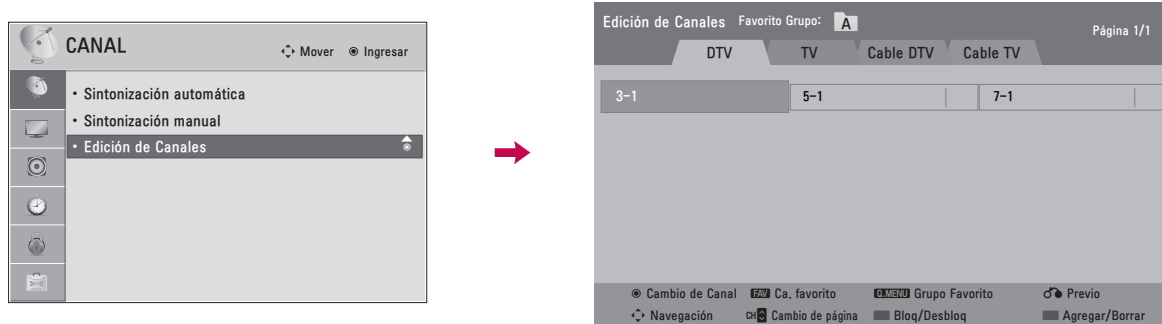 CANAL
Mover Ingresar
• Sintonización automática
• Sintonización manual
• Edición de Canales
Edición de Canales Favorito Grupo: A
Página 1/1
DTV TV Cable DTV Cable TV
3-1 5-1 7-1
Cambio de Canal FAV Ca. favorito Q.MENU Grupo Favorito Previo
Navegación CH Cambio de página Bloq/Desbloq Agregar/Borrar